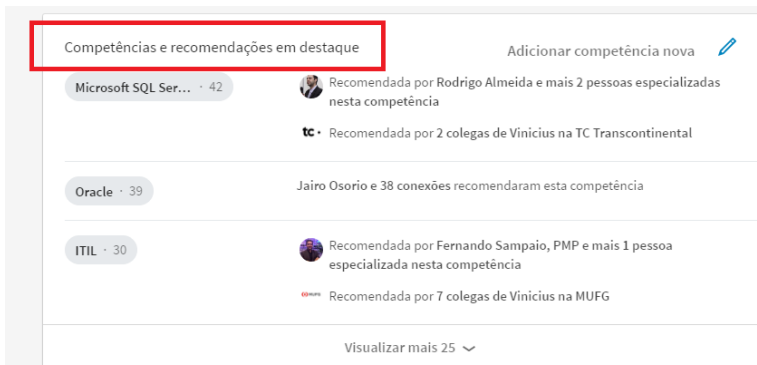 Competências e recomendações em destaque
Adicionar competência nova
Microsoft SQL Ser... · 42
Recomendada por Rodrigo Almeida e mais 2 pessoas especializadas
nesta competência
tc· Recomendada por 2 colegas de Vinicius na TC Transcontinental
Oracle · 39
Jairo Osorio e 38 conexões recomendaram esta competência
ITIL · 30
Recomendada por Fernando Sampaio, PMP e mais 1 pessoa
especializada nesta competência
MUFG Recomendada por 7 colegas de Vinicius na MUFG
Visualizar mais 25